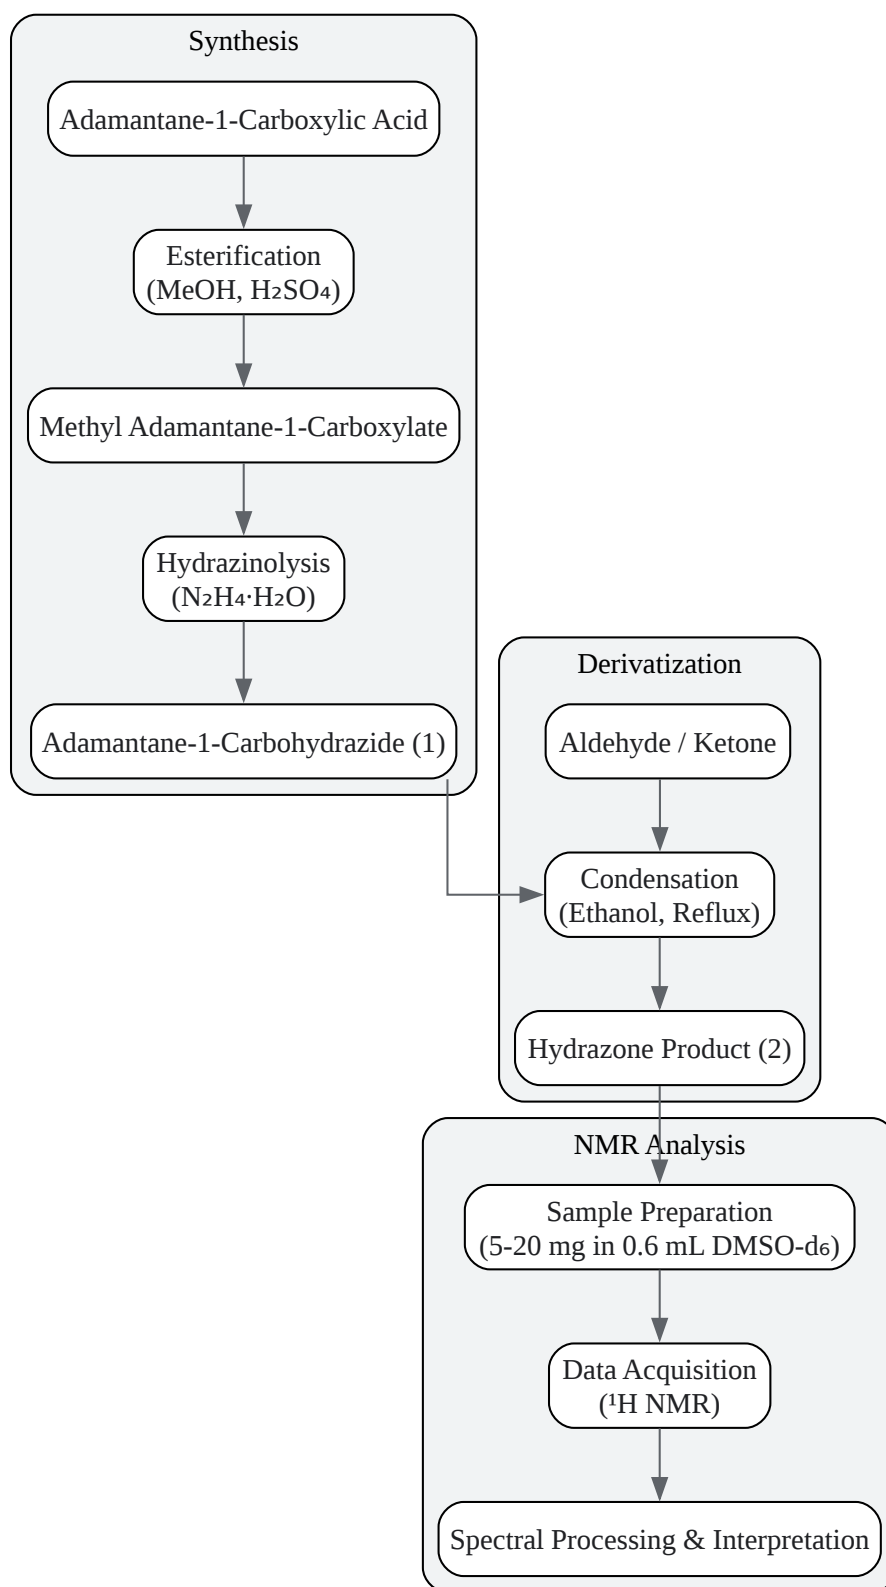 Synthesis
Adamantane-1-Carboxylic Acid
Esterification
(MeOH, H₂SO₄)
Methyl Adamantane-1-Carboxylate
Hydrazinolysis
(N₂H₄·H₂O)
Adamantane-1-Carbohydrazide (1)
Derivatization
Aldehyde / Ketone
Condensation
(Ethanol, Reflux)
Hydrazone Product (2)
NMR Analysis
Sample Preparation
(5-20 mg in 0.6 mL DMSO-d₆)
Data Acquisition
(¹H NMR)
Spectral Processing & Interpretation